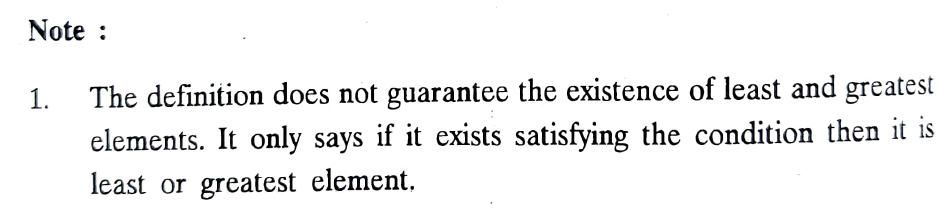 Note :
1. The definition does not guarantee the existence of least and greatest
elements. It only says if it exists satisfying the condition then it is
least or greatest element.